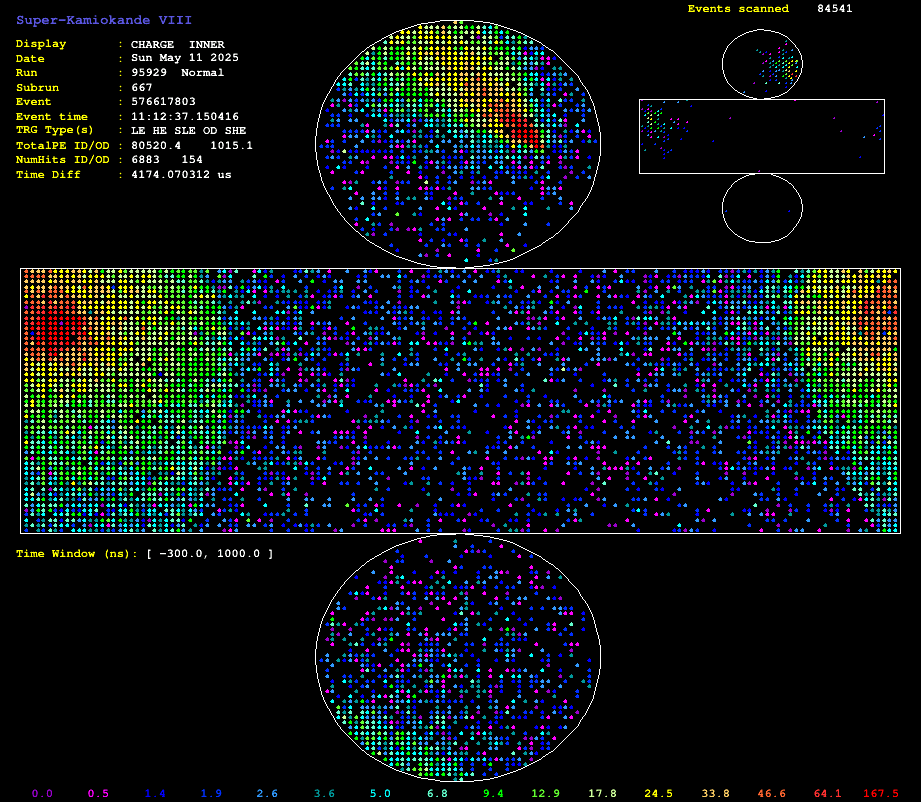 Super-Kamiokande VIII
Events scanned 84541
Display : CHARGE INNER
Date : Sun May 11 2025
Run : 95929 Normal
Subrun : 667
Event : 576617803
Event time : 11:12:37.150416
TRG Type(s) : LE HE SLE OD SHE
TotalPE ID/OD : 80520.4 1015.1
NumHits ID/OD : 6883 154
Time Diff : 4174.070312 us
Time Window (ns): [ −300.0, 1000.0 ]
0.0 0.5 1.4 1.9 2.6 3.6 5.0 6.8 9.4 12.9 17.8 24.5 33.8 46.6 64.1 167.5